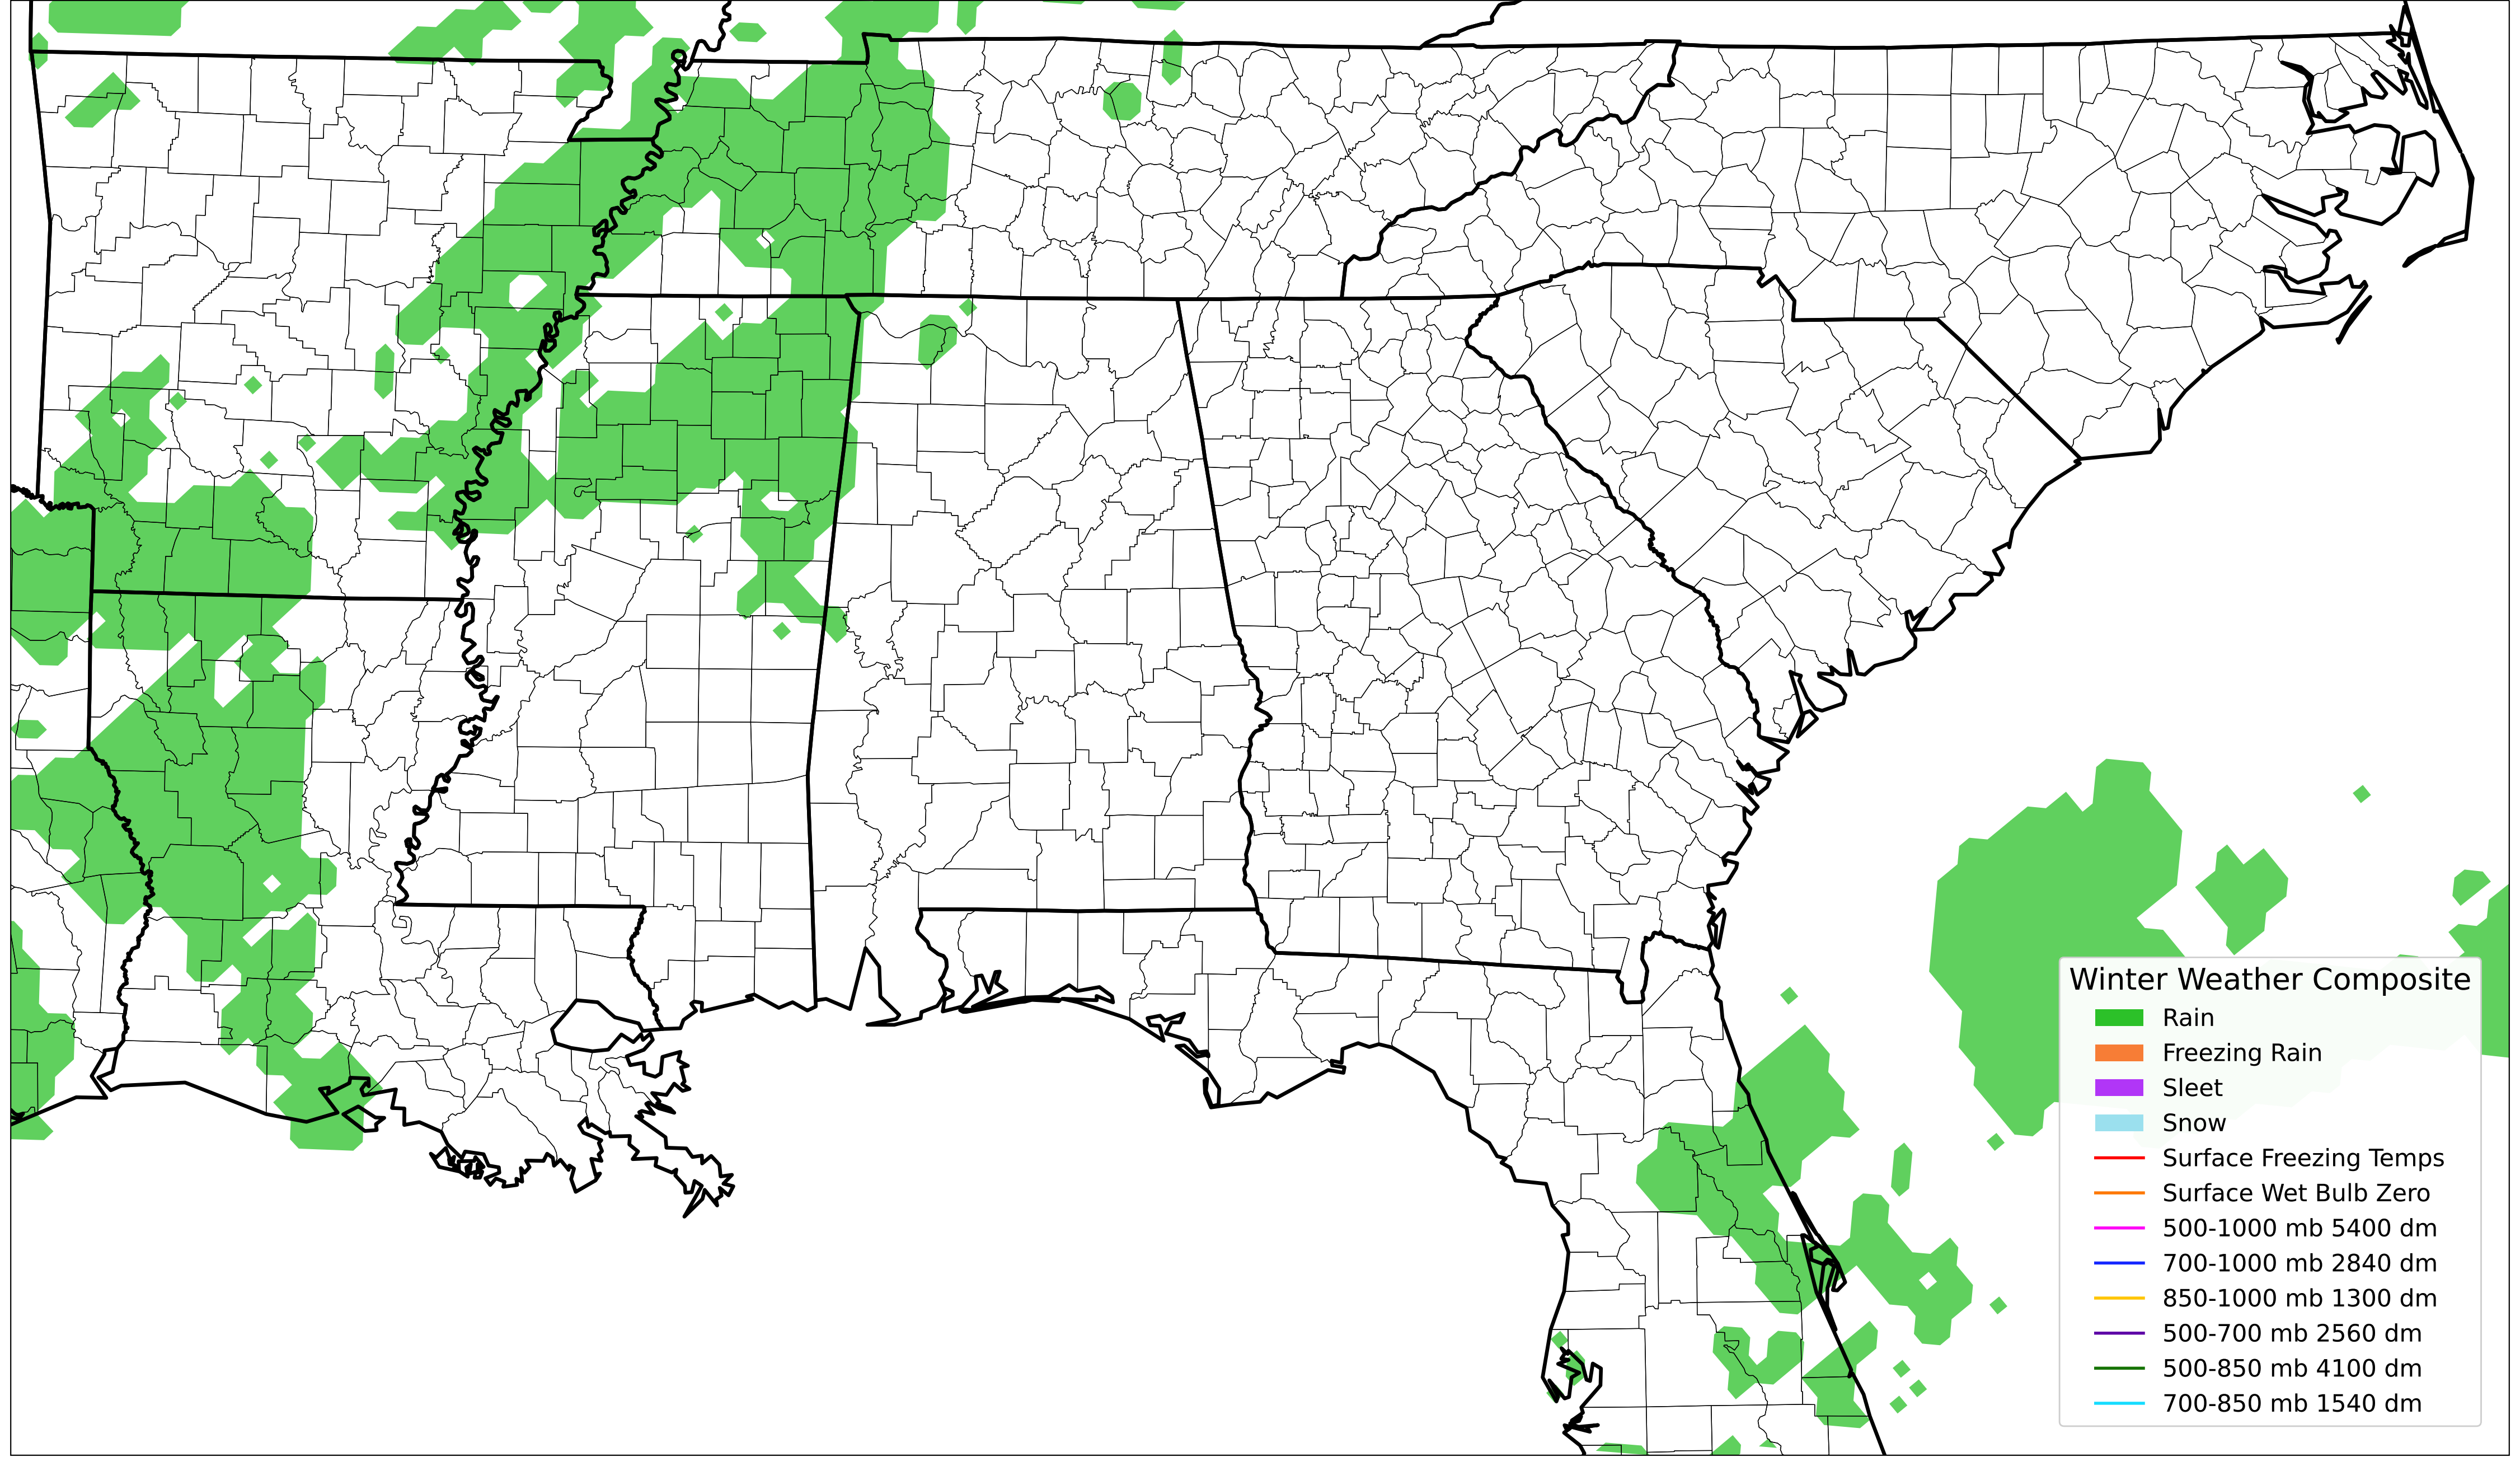 Winter Weather Composite
Rain
Freezing Rain
Sleet
Snow
Surface Freezing Temps
Surface Wet Bulb Zero
500-1000 mb 5400 dm
700-1000 mb 2840 dm
850-1000 mb 1300 dm
500-700 mb 2560 dm
500-850 mb 4100 dm
700-850 mb 1540 dm